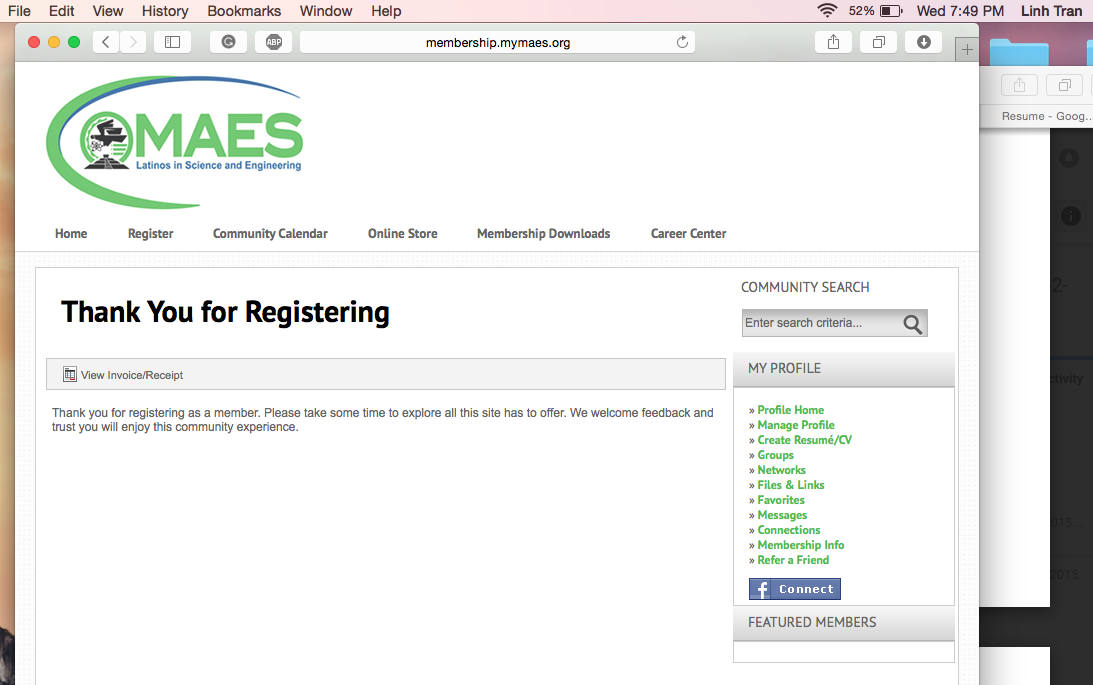 File Edit View History Bookmarks Window Help 52% Wed 7:49 PM Linh Tran
ABP membership.mymaes.org
Resume - Goog...
MAES
Latinos in Science and Engineering
Home Register Community Calendar Online Store Membership Downloads Career Center
COMMUNITY SEARCH
Thank You for Registering
Enter search criteria...
View Invoice/Receipt
Thank you for registering as a member. Please take some time to explore all this site has to offer. We welcome feedback and
trust you will enjoy this community experience.
MY PROFILE
» Profile Home
» Manage Profile
» Create Resumé/CV
» Groups
» Networks
» Files & Links
» Favorites
» Messages
» Connections
» Membership Info
» Refer a Friend
f Connect
FEATURED MEMBERS
2-
ctivity
2015